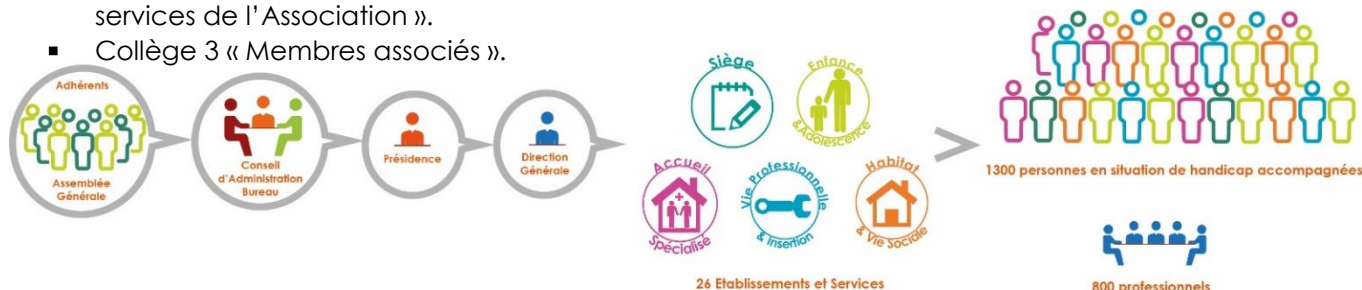 services de l'Association ».
▪ Collège 3 « Membres associés ».
Adhérents
Assemblée
Générale
Conseil
d'Administration
Bureau
Présidence
Direction
Générale
Siège
Enfance
&Adolescence
Accueil
Spécialisé
Vie Professionnelle
& Insertion
Habitat
& Vie Sociale
26 Etablissements et Services
1300 personnes en situation de handicap accompagnées
800 professionnels